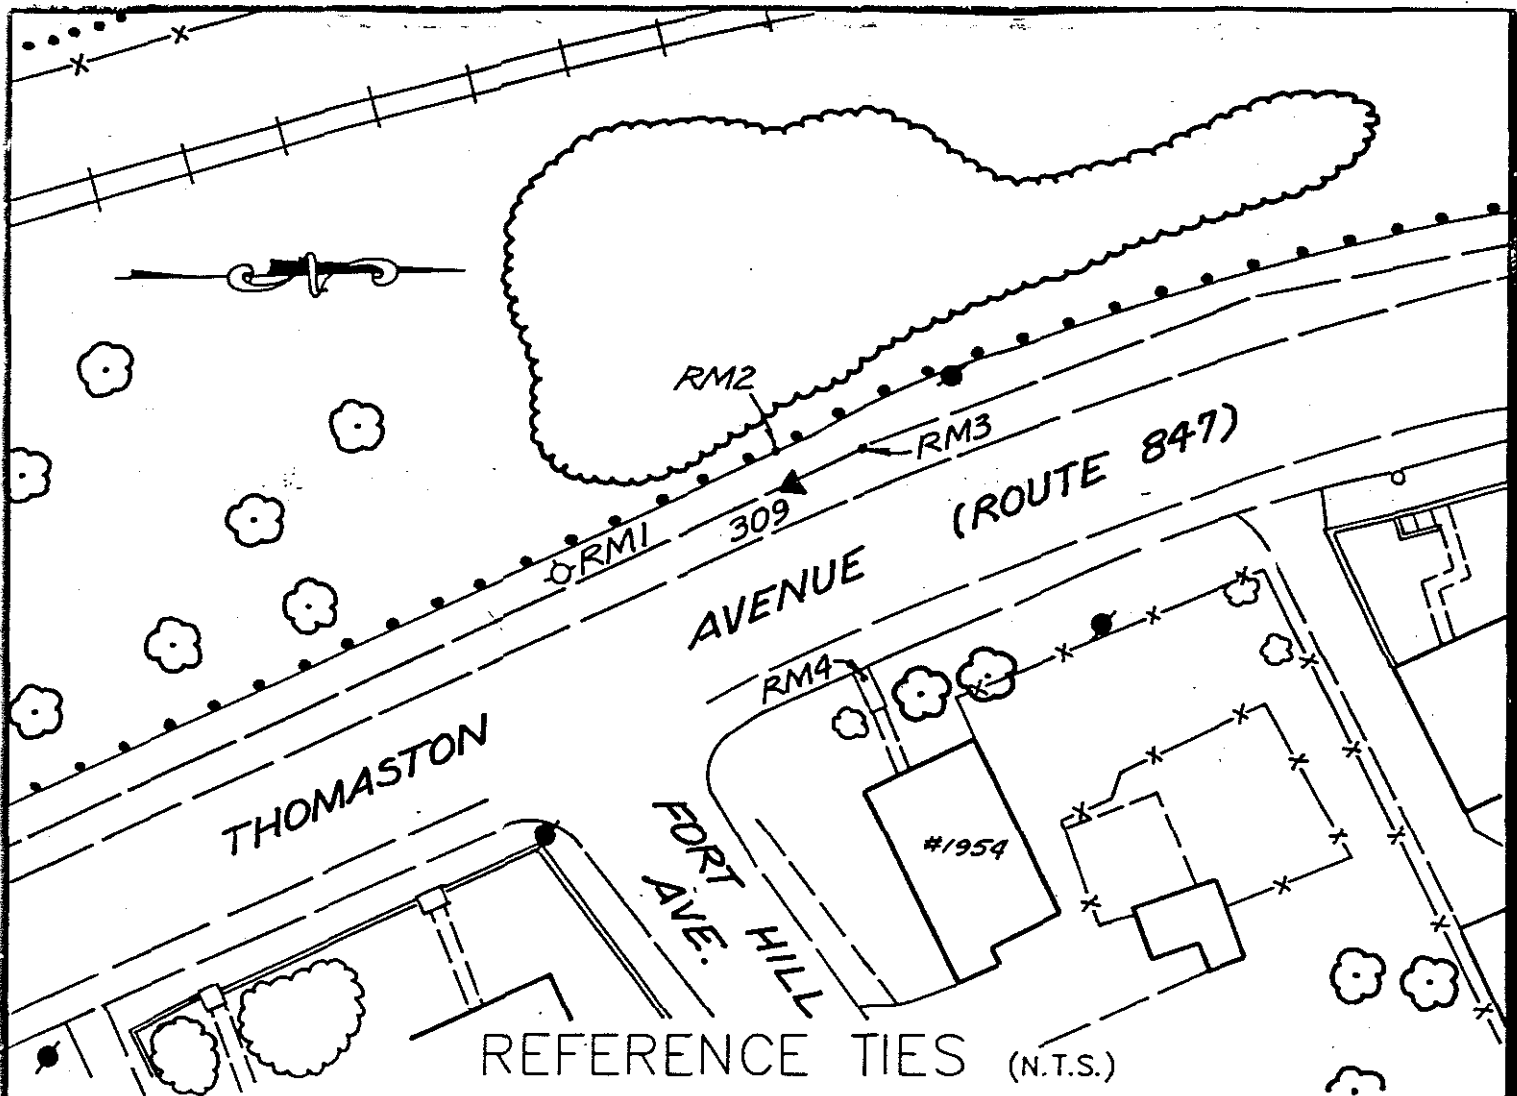 RM2
RM3
RM1
309
(ROUTE 847)
AVENUE
RM4
THOMASTON
FORT HILL
AVE.
#1954
REFERENCE TIES (N.T.S.)